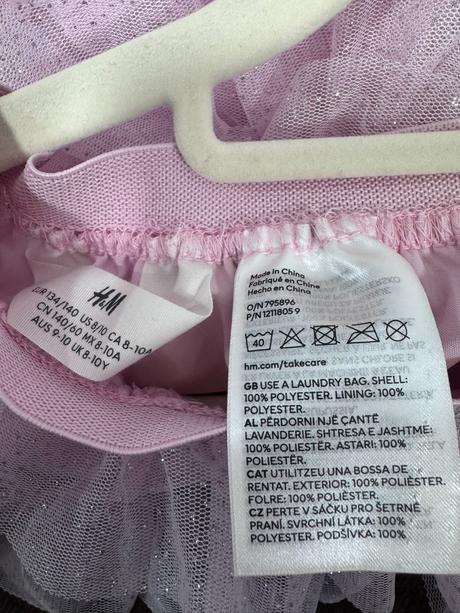 H&M
EUR 134/140 US 8/10 CA 8-10A
CN 140/60 MX 8-10A
AUS 9-10 UK 8-10Y
Made in China
Fabriqué en Chine
Hecho en China
O/N 795896
P/N 1211805 9
40
hm.com/takecare
GB USE A LAUNDRY BAG. SHELL:
100% POLYESTER. LINING: 100%
POLYESTER.
AL PËRDORNI NJË ÇANTË
LAVANDERIE. SHTRESA E JASHTME:
100% POLIESTËR. ASTARI: 100%
POLIESTËR.
CAT UTILITZEU UNA BOSSA DE
RENTAT. EXTERIOR: 100% POLIÈSTER.
FOLRE: 100% POLIÈSTER.
CZ PERTE V SÁČKU PRO ŠETRNÉ
PRANÍ. SVRCHNÍ LÁTKA: 100%
POLYESTER. PODŠÍVKA: 100%